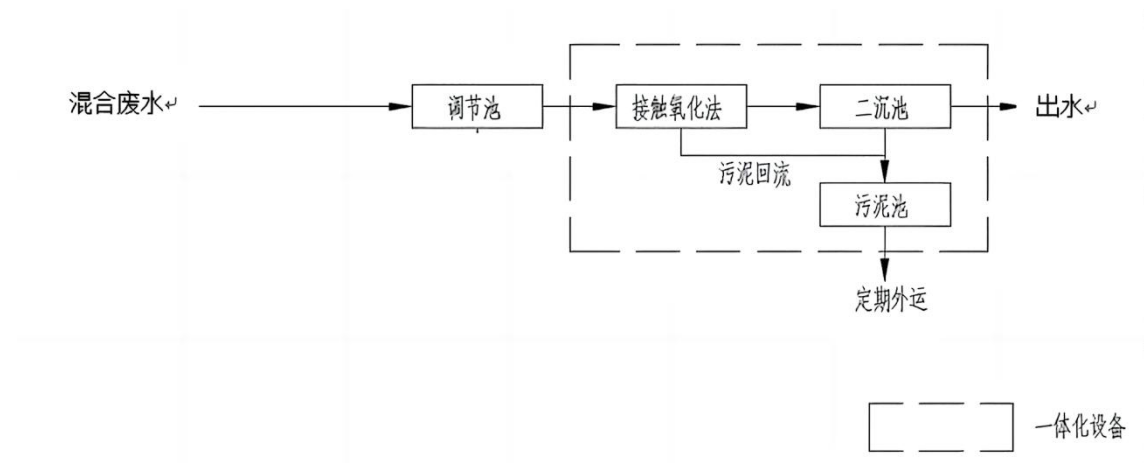 混合废水↵
调节池
接触氧化法
二沉池
出水↵
污泥回流
污泥池
定期外运
一体化设备